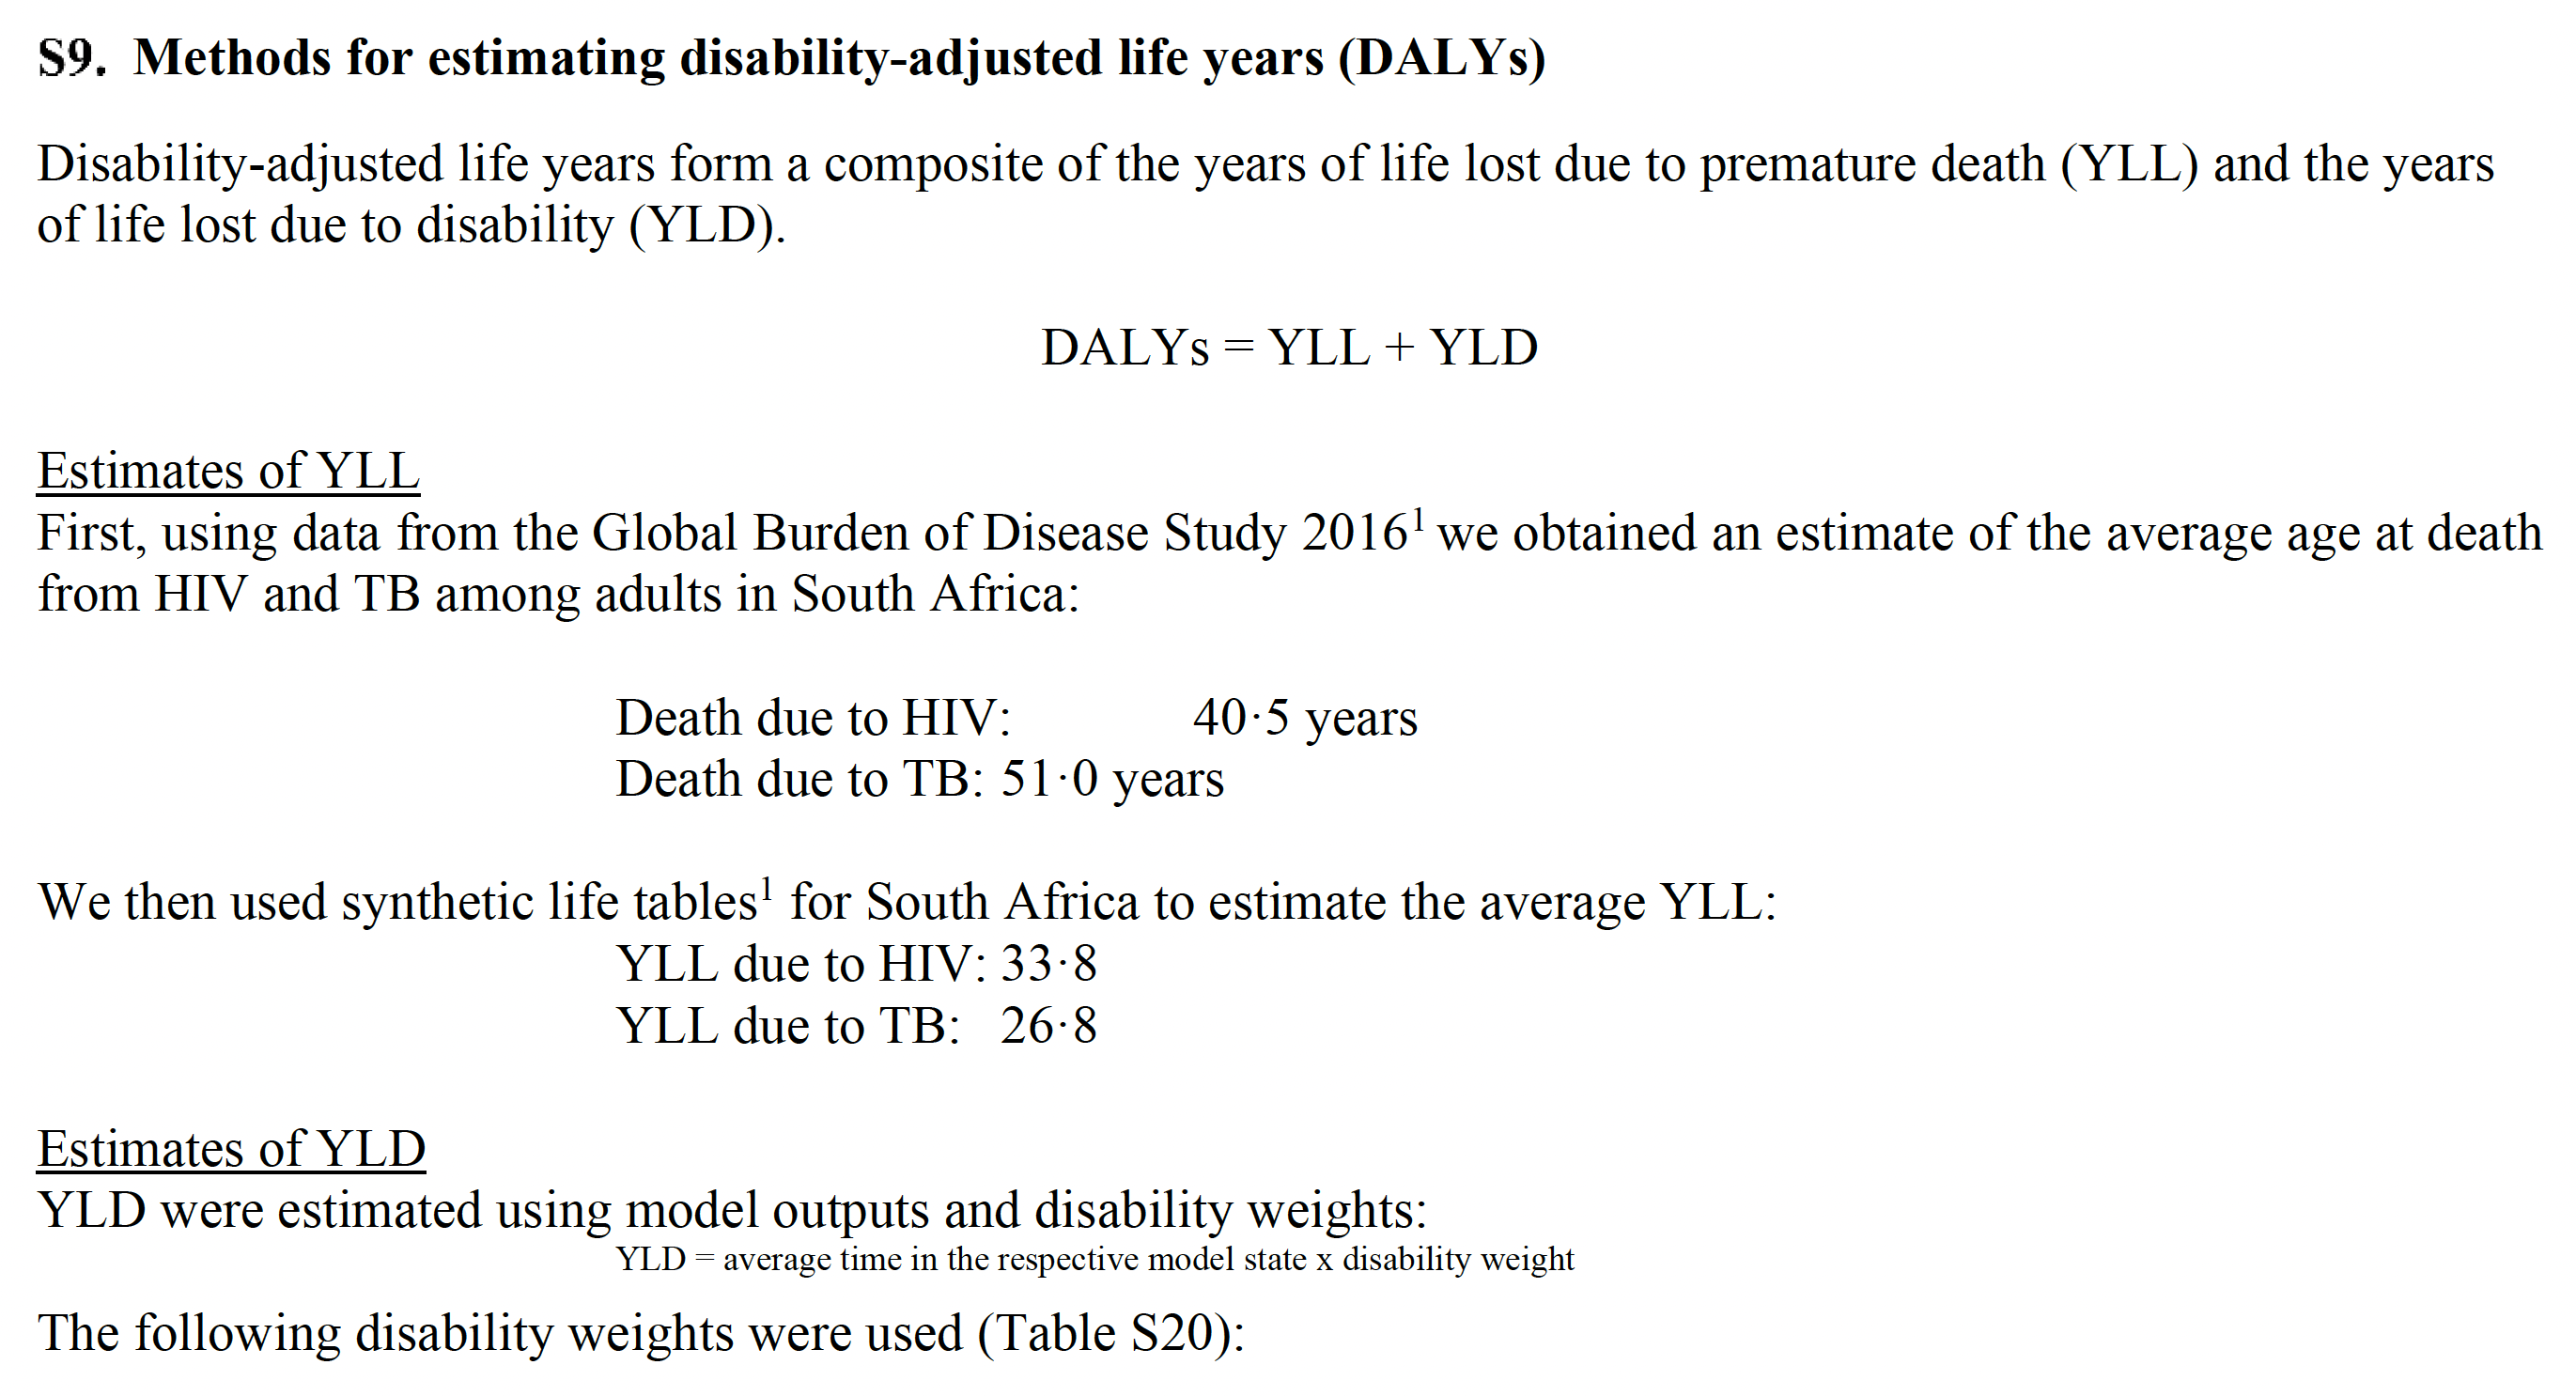 S9. Methods for estimating disability-adjusted life years (DALYs)
Disability-adjusted life years form a composite of the years of life lost due to premature death (YLL) and the years
of life lost due to disability (YLD).
DALYs = YLL + YLD
Estimates of YLL
First, using data from the Global Burden of Disease Study 2016¹ we obtained an estimate of the average age at death
from HIV and TB among adults in South Africa:
Death due to HIV: 40·5 years
Death due to TB: 51·0 years
We then used synthetic life tables¹ for South Africa to estimate the average YLL:
YLL due to HIV: 33·8
YLL due to TB: 26·8
Estimates of YLD
YLD were estimated using model outputs and disability weights:
YLD = average time in the respective model state x disability weight
The following disability weights were used (Table S20):